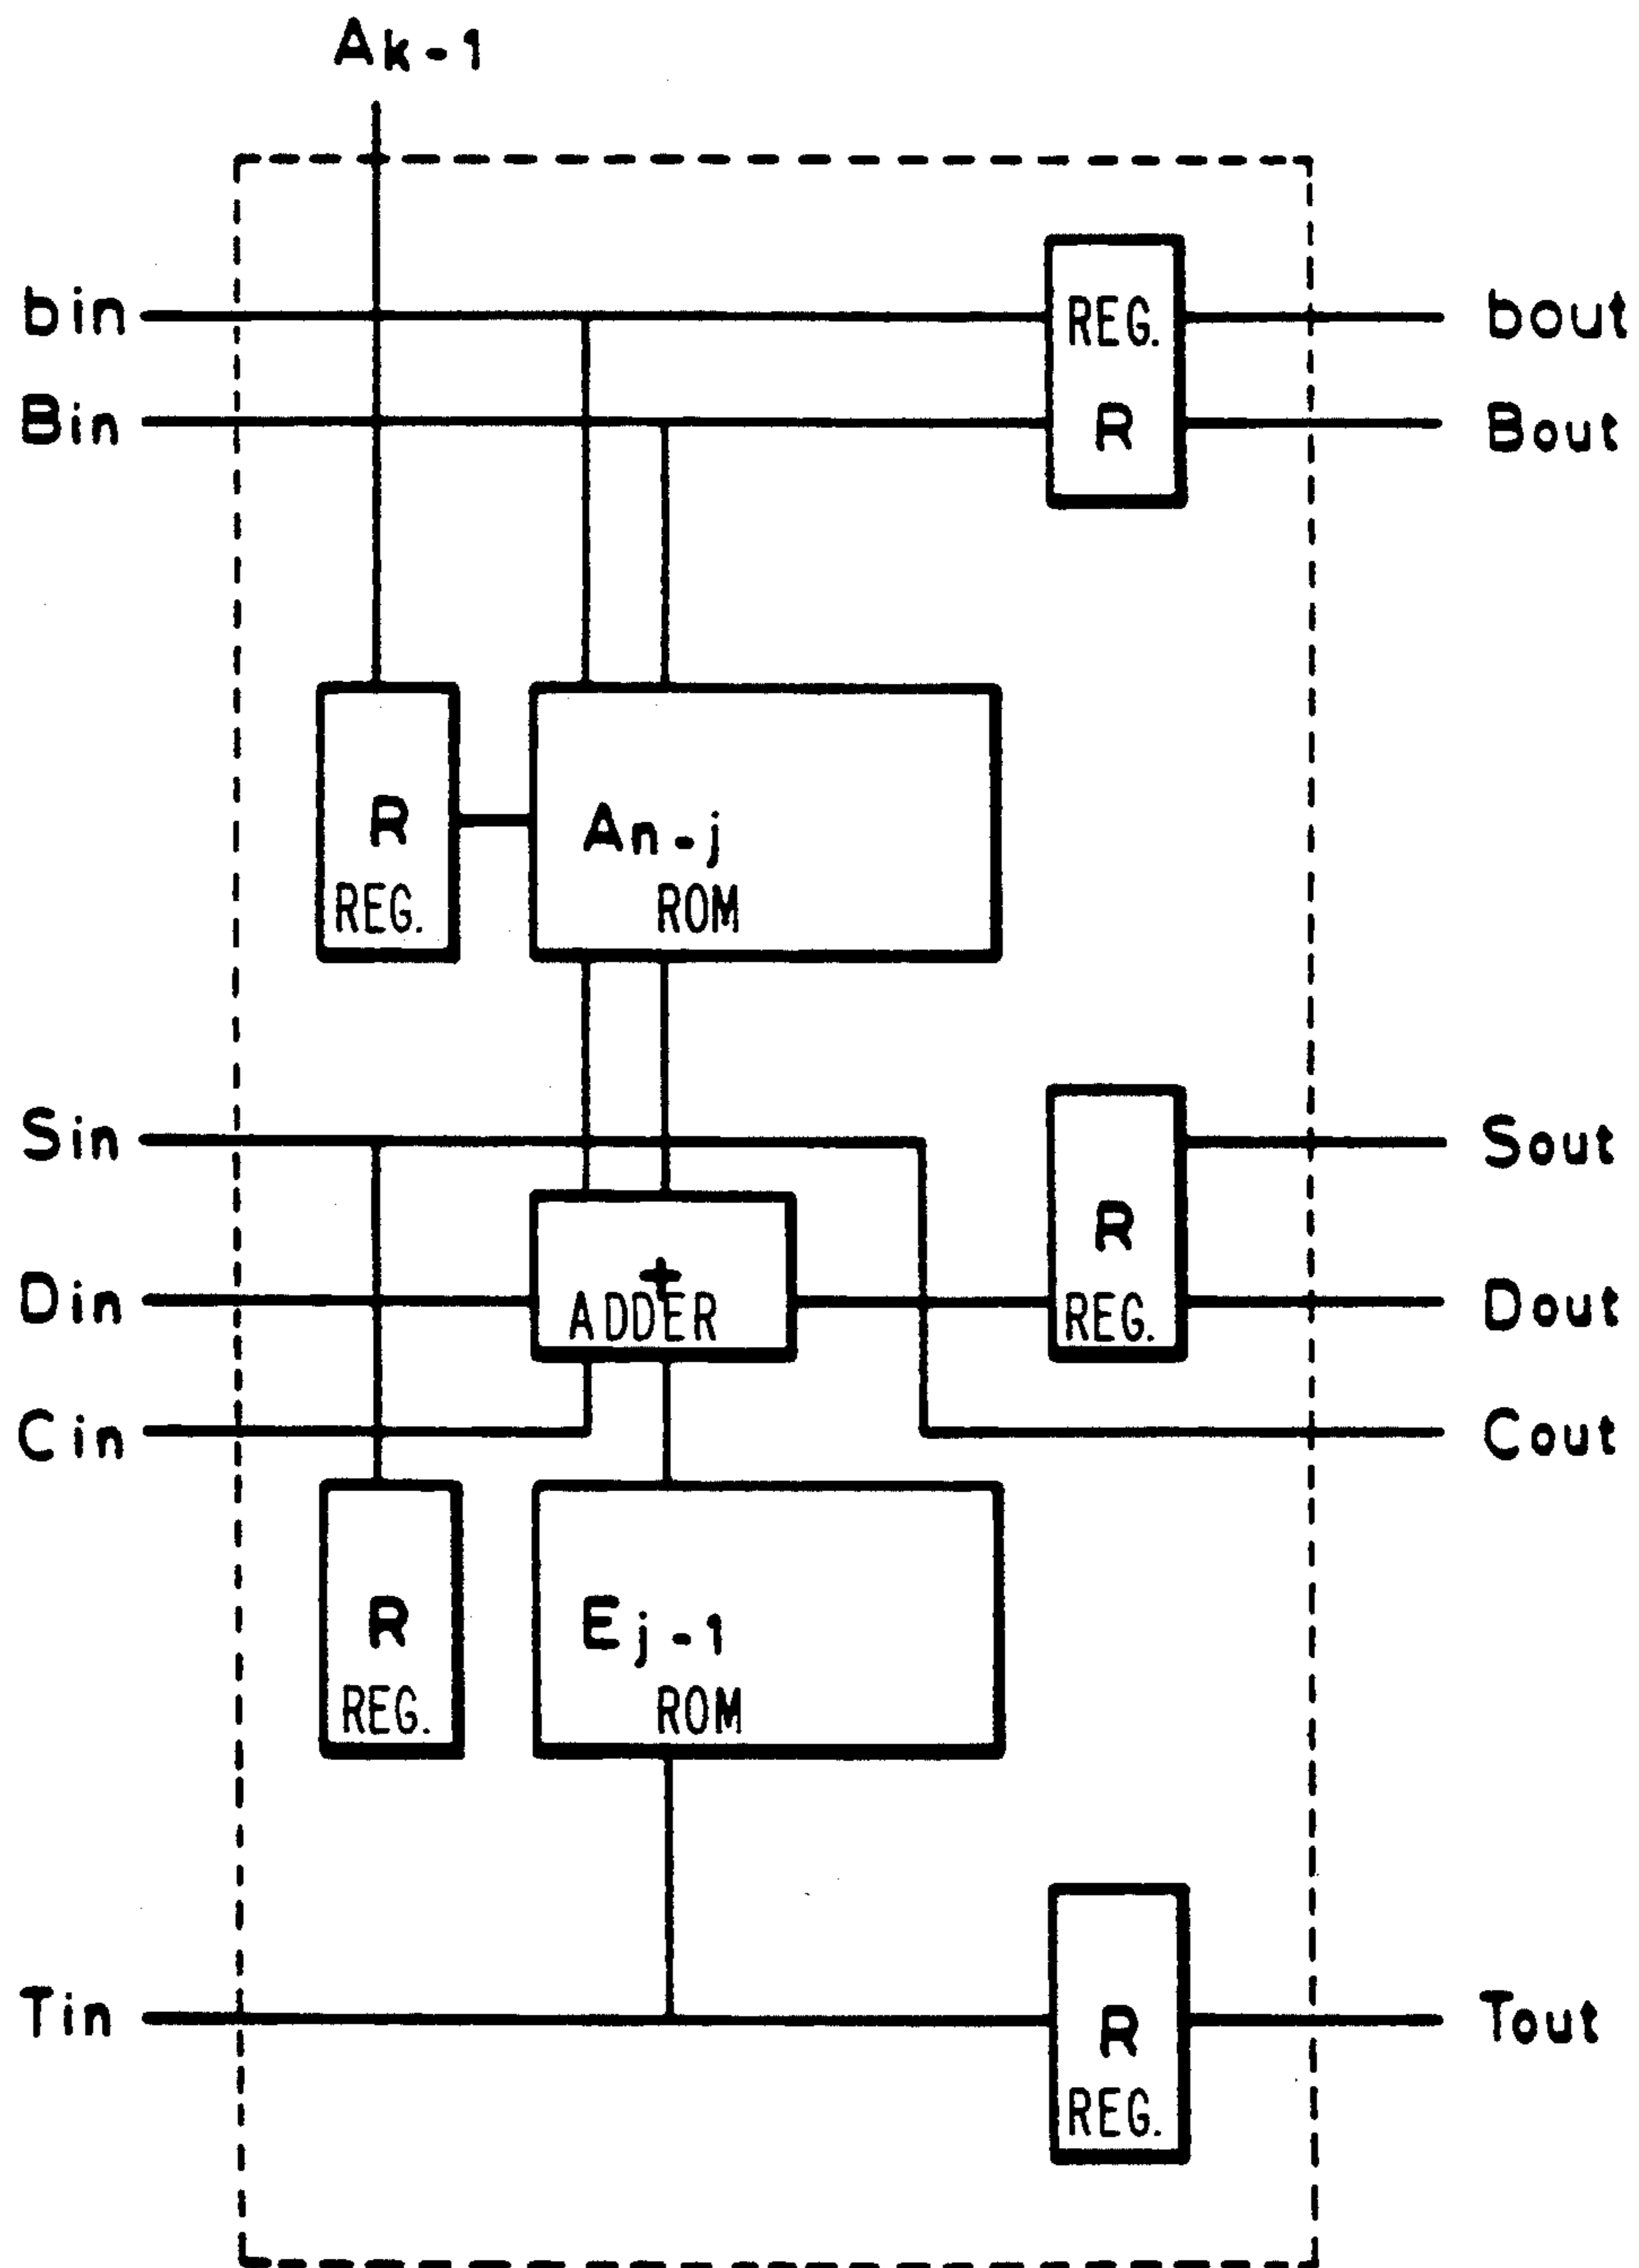 Ak-1
bin
REG.
bout
Bin
R
Bout
R
REG.
An-j
ROM
Sin
Sout
R
Din
+
ADDER
REG.
Dout
Cin
Cout
R
REG.
Ej-1
ROM
Tin
R
REG.
Tout